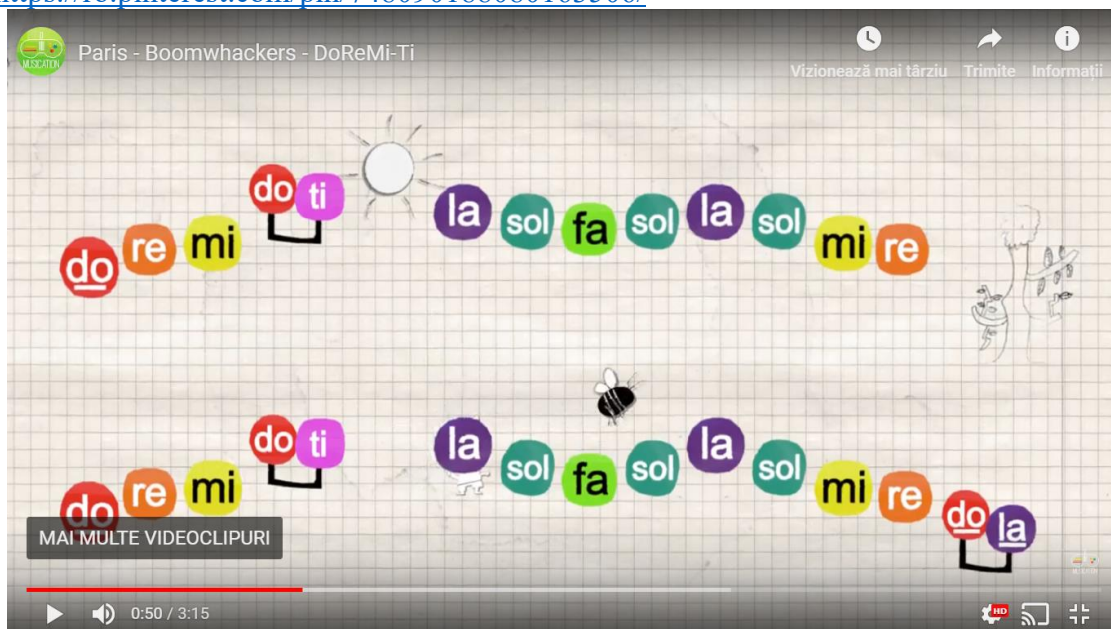 Paris - Boomwhackers - DoReMi-Ti
Vizionează mai târziu Trimite Informații
do re mi do ti la sol fa sol la sol mi re
do re mi do ti la sol fa sol la sol mi re do la
MAI MULTE VIDEOCLIPURI
0:50 / 3:15
HD